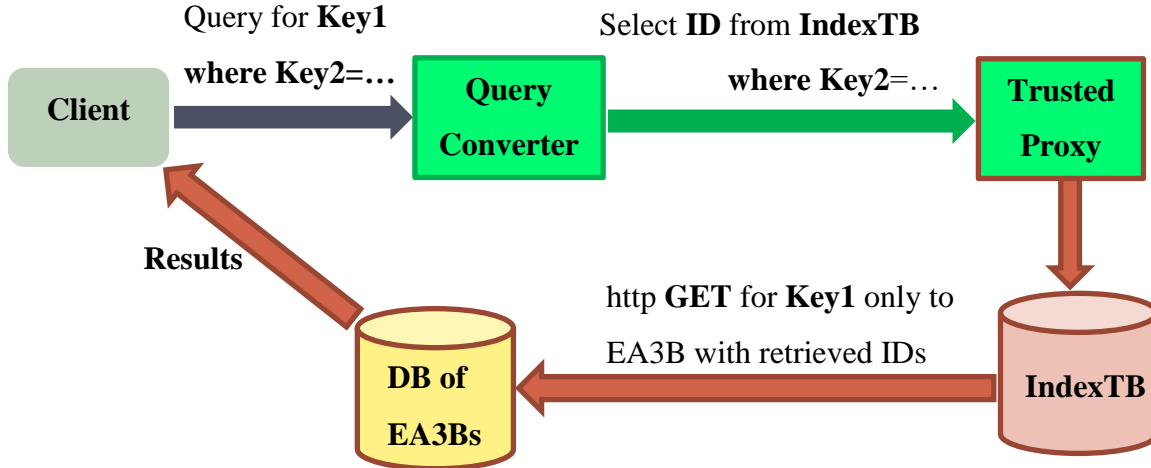 Query for Key1
where Key2=…
Select ID from IndexTB
where Key2=…
Client
Query
Converter
Trusted
Proxy
Results
http GET for Key1 only to
EA3B with retrieved IDs
DB of
EA3Bs
IndexTB